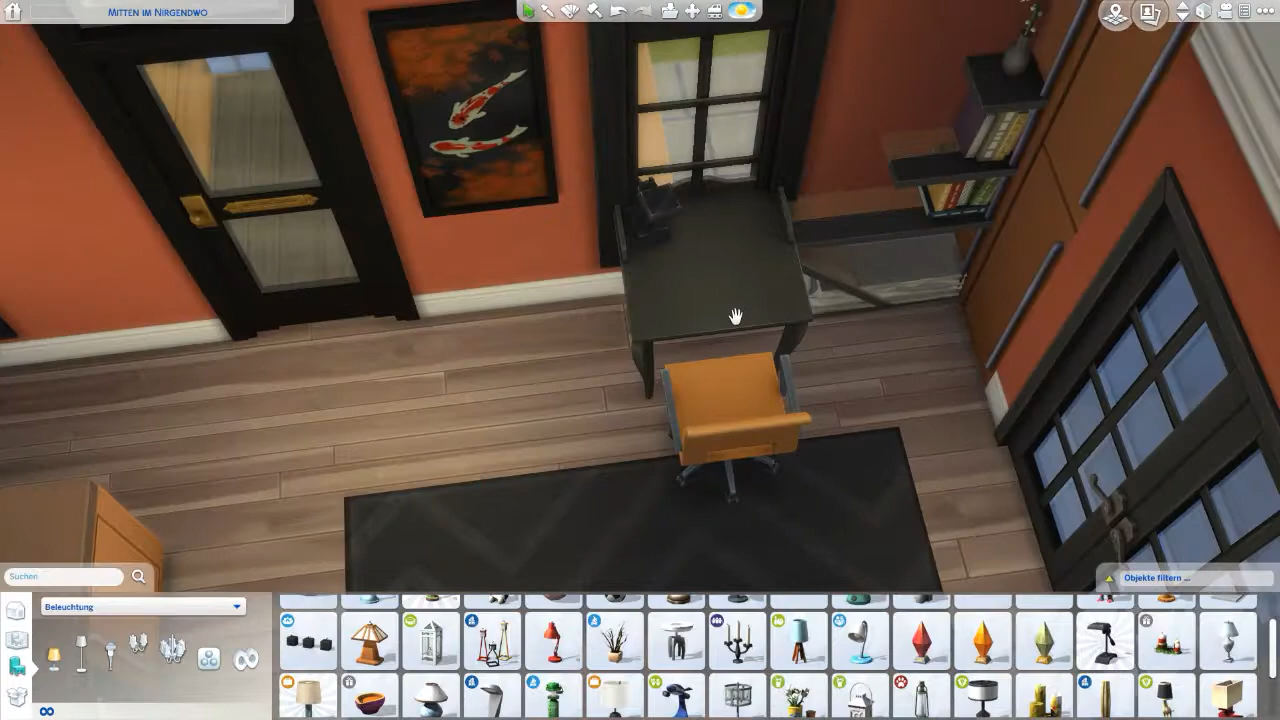 Mitten im Nirgendwo
Suchen
Objekte filtern ...
Beleuchtung